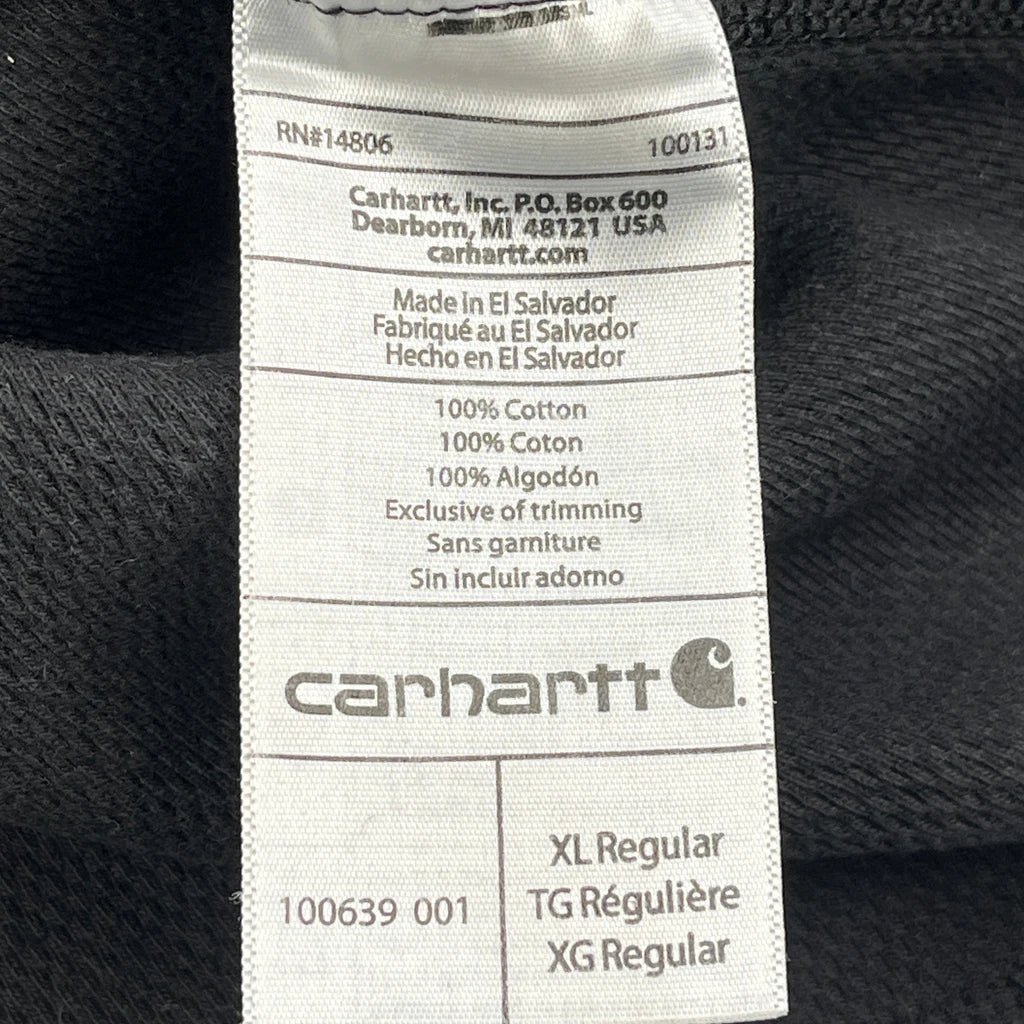 RN#14806 100131
Carhartt, Inc. P.O. Box 600
Dearborn, MI 48121 USA
carhartt.com
Made in El Salvador
Fabriqué au El Salvador
Hecho en El Salvador
100% Cotton
100% Coton
100% Algodón
Exclusive of trimming
Sans garniture
Sin incluir adorno
carhartt
100639 001
XL Regular
TG Régulière
XG Regular